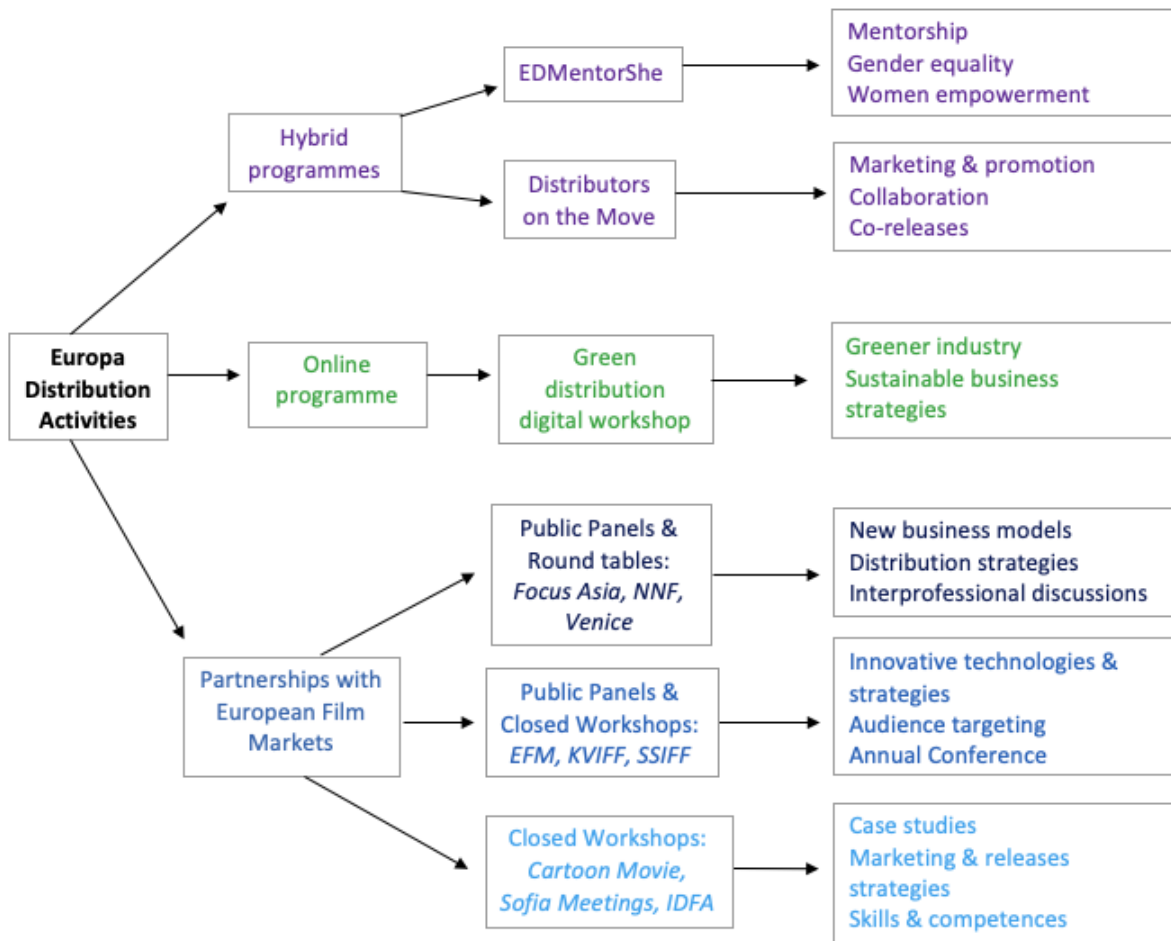 Europa
Distribution
Activities
Hybrid
programmes
EDMentorShe
Mentorship
Gender equality
Women empowerment
Distributors
on the Move
Marketing & promotion
Collaboration
Co-releases
Online
programme
Green
distribution
digital workshop
Greener industry
Sustainable business
strategies
Partnerships with
European Film
Markets
Public Panels &
Round tables:
Focus Asia, NNF,
Venice
New business models
Distribution strategies
Interprofessional discussions
Public Panels &
Closed Workshops:
EFM, KVIFF, SSIFF
Innovative technologies &
strategies
Audience targeting
Annual Conference
Closed Workshops:
Cartoon Movie,
Sofia Meetings, IDFA
Case studies
Marketing & releases
strategies
Skills & competences